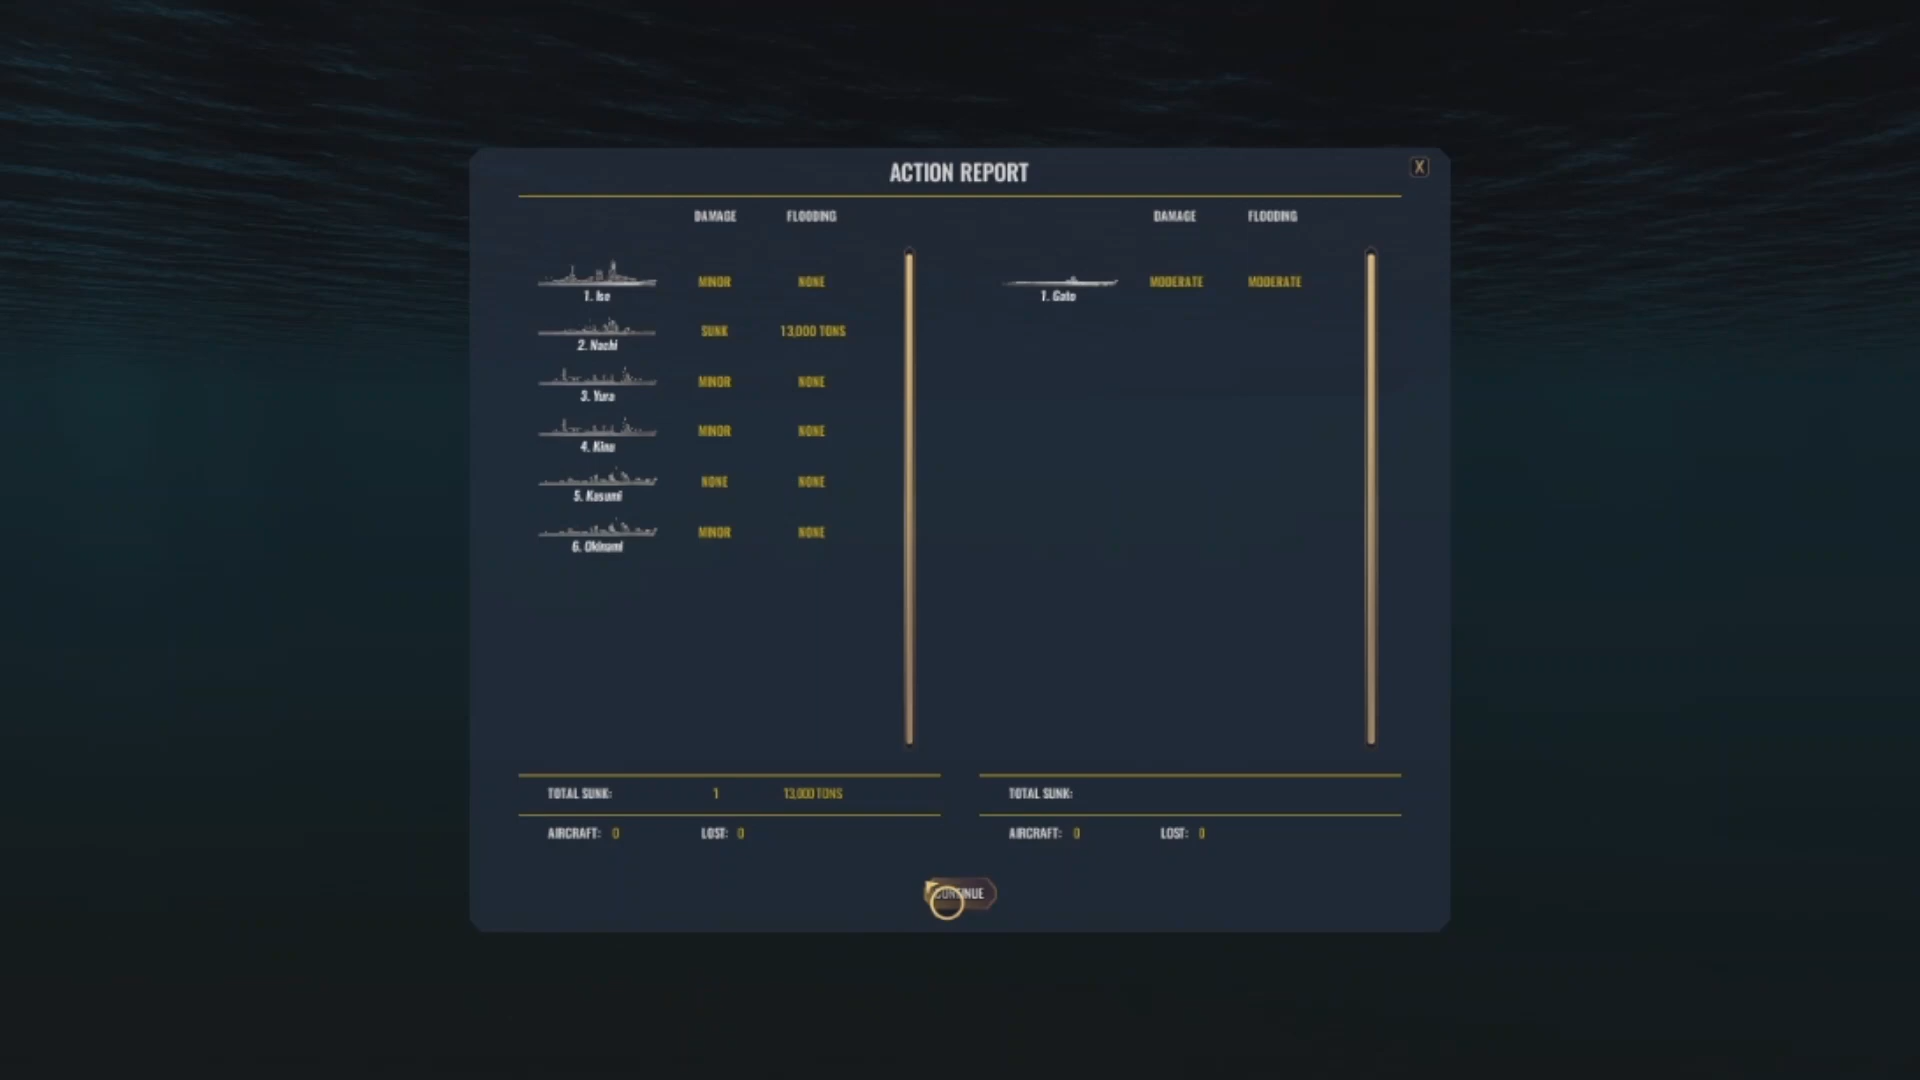 ACTION REPORT
X
DAMAGE FLOODING
1. Ise MINOR NONE
2. Nachi SUNK 13,000 TONS
3. Yura MINOR NONE
4. Kinu MINOR NONE
5. Kasumi NONE NONE
6. Okinami MINOR NONE
TOTAL SUNK: 1 13,000 TONS
AIRCRAFT: 0 LOST: 0
DAMAGE FLOODING
1. Gato MODERATE MODERATE
TOTAL SUNK:
AIRCRAFT: 0 LOST: 0
CONTINUE